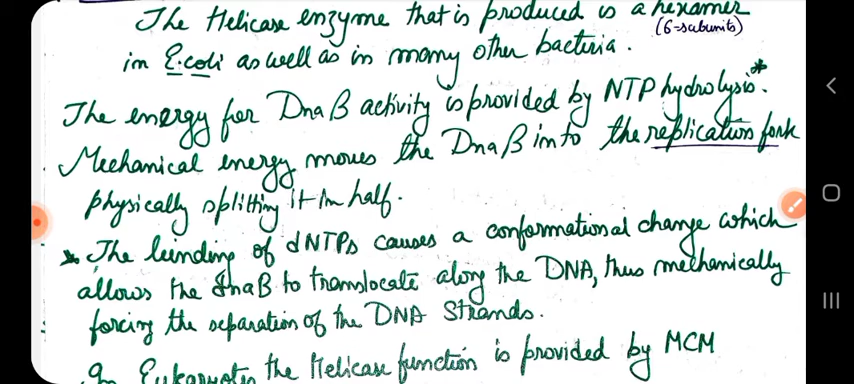 The Helicase enzyme that is produced is a hexamer
(6-subunits)
in E.coli as well as in many other bacteria.
The energy for Dna β activity is provided by NTP hydrolysis*.
Mechanical energy moves the Dna β into the replication fork
physically splitting it in half.
* The binding of dNTPs causes a conformational change which
allows the DnaB to translocate along the DNA, thus mechanically
forcing the separation of the DNA strands.
In Eukaryotes the Helicase function is provided by MCM